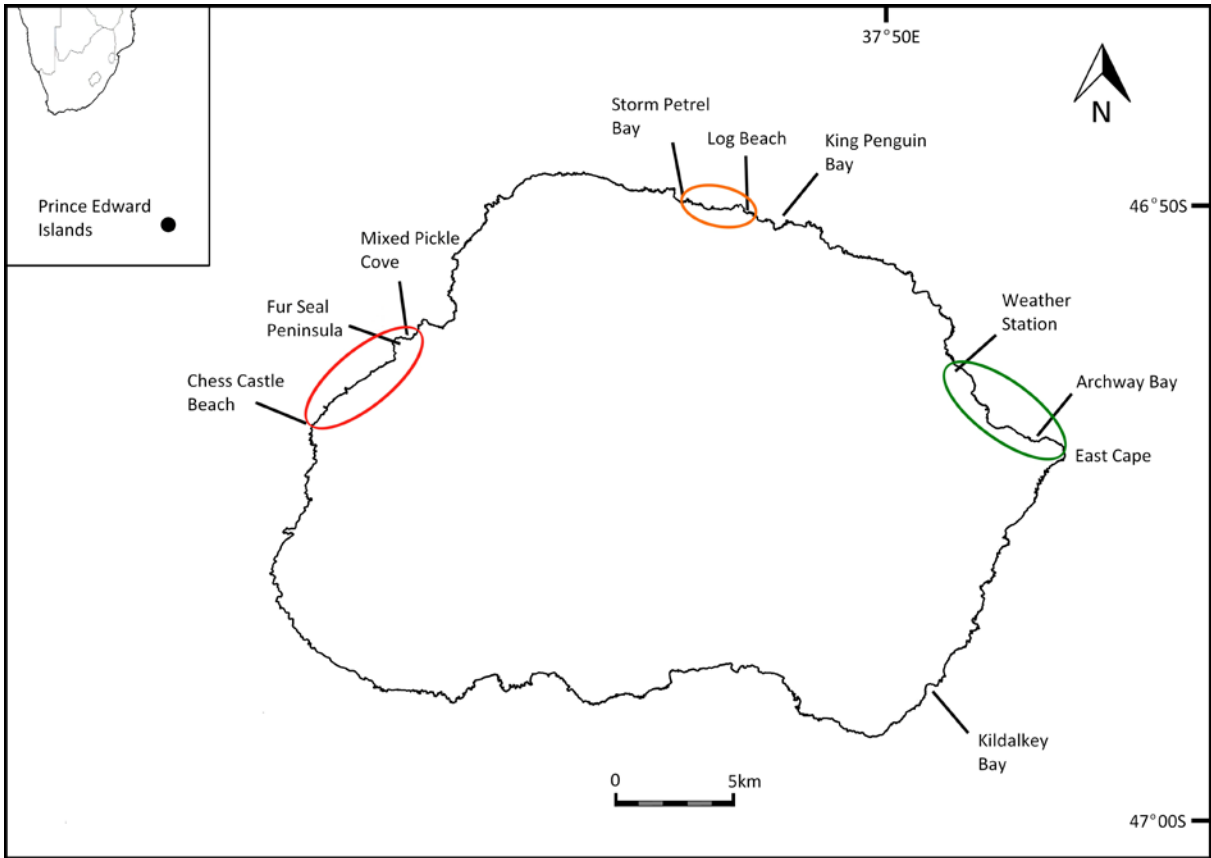 37°50E
N
Storm Petrel
Bay
Log Beach
King Penguin
Bay
46°50S
Prince Edward
Islands
Mixed Pickle
Cove
Fur Seal
Peninsula
Weather
Station
Chess Castle
Beach
Archway Bay
East Cape
Kildalkey
Bay
0 5km
47°00S